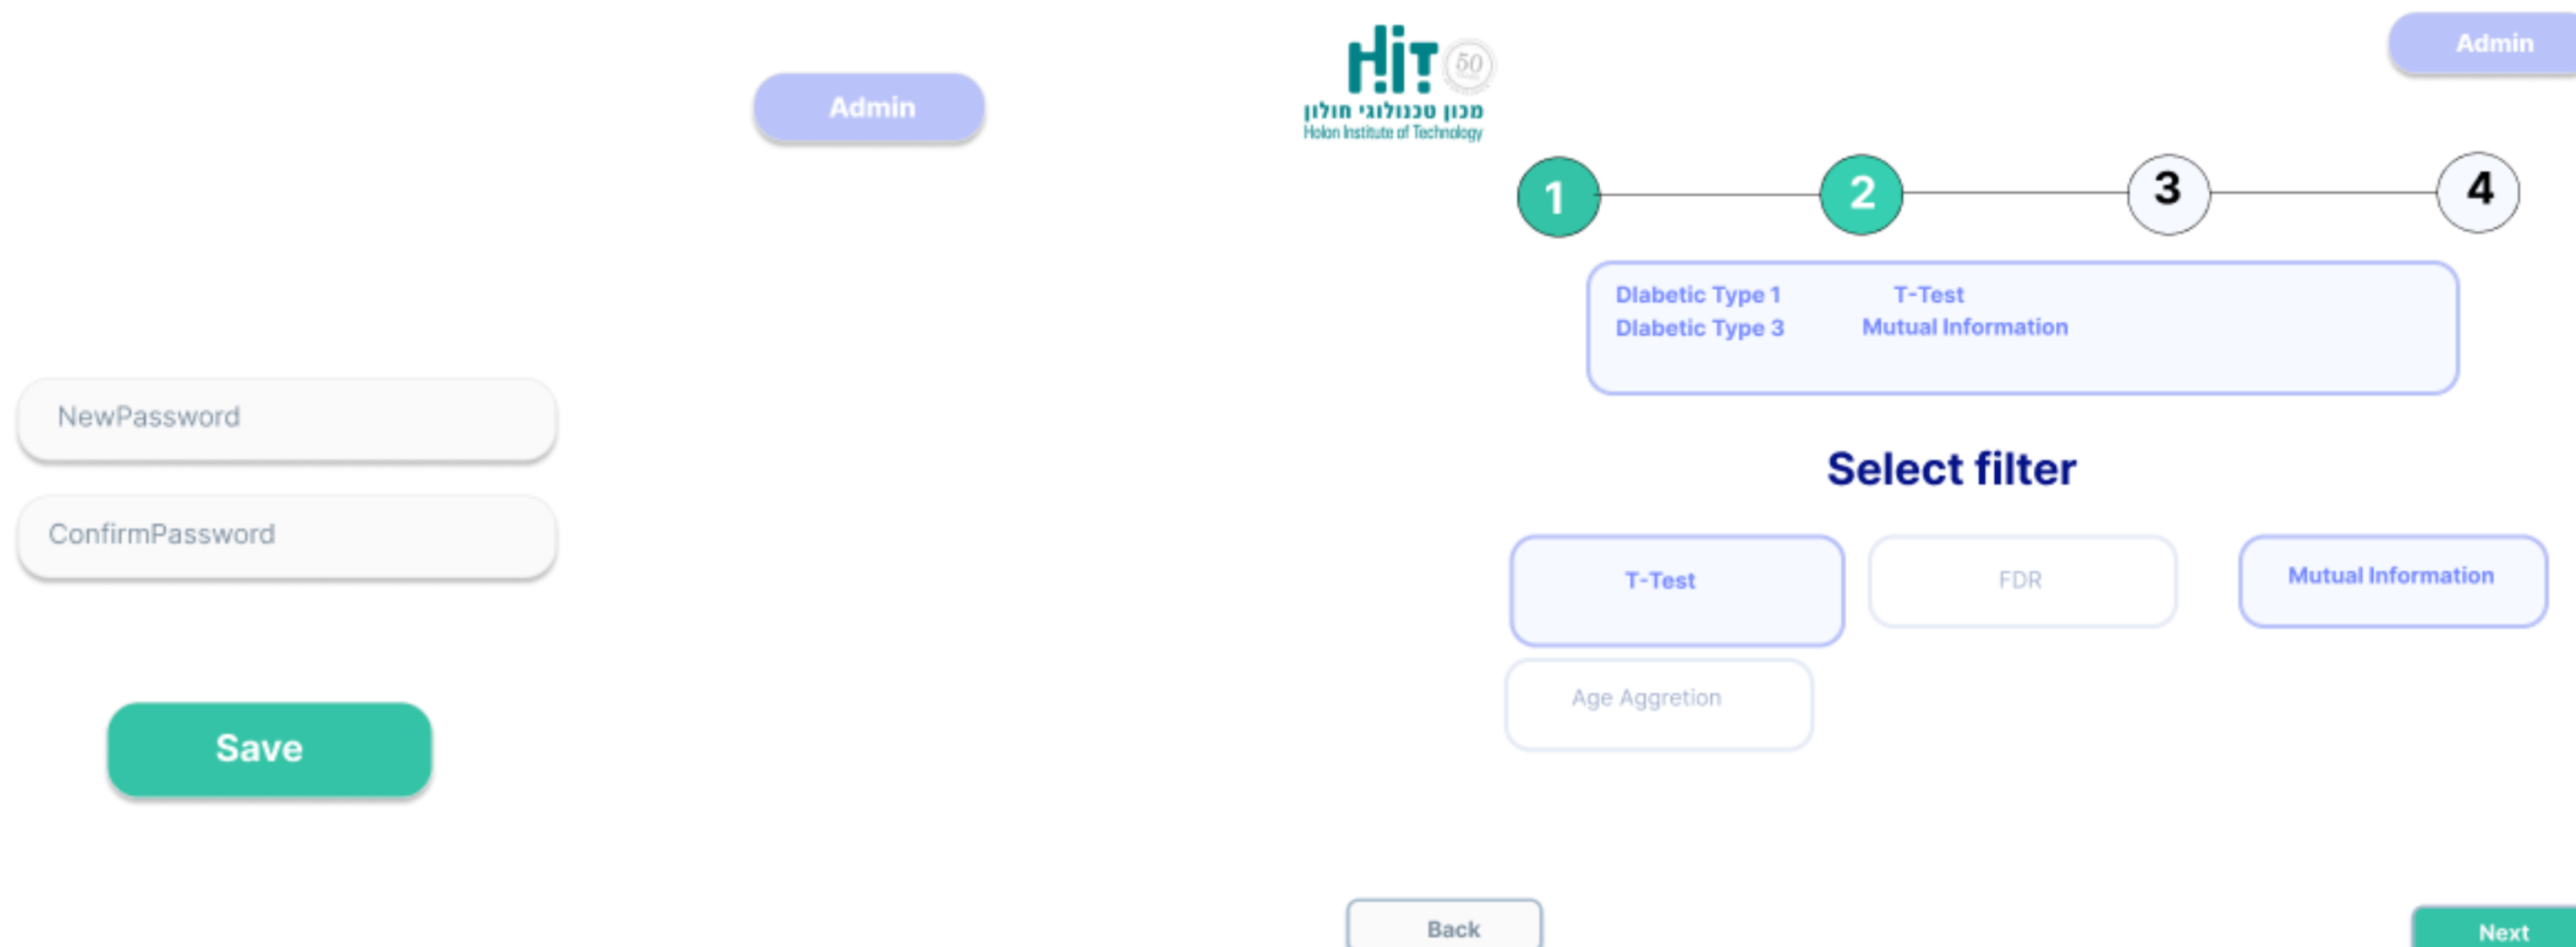 Admin
NewPassword
ConfirmPassword
Save
HiT 50
מכון טכנולוגי חולון
Holon Institute of Technology
Admin
1 2 3 4
DIabetic Type 1 T-Test
DIabetic Type 3 Mutual Information
Select filter
T-Test FDR Mutual Information
Age Aggretion
Back Next